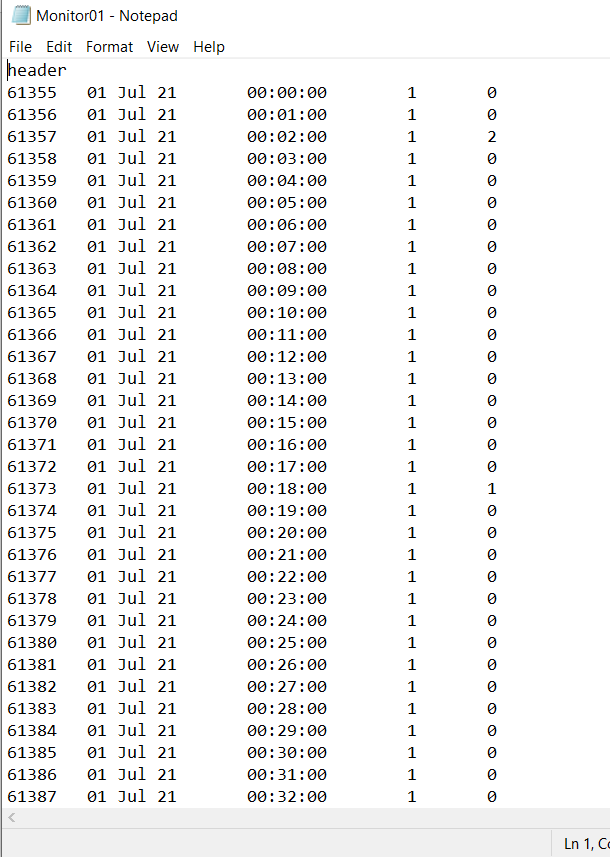 Monitor01 - Notepad
File Edit Format View Help
header
61355 01 Jul 21 00:00:00 1 0
61356 01 Jul 21 00:01:00 1 0
61357 01 Jul 21 00:02:00 1 2
61358 01 Jul 21 00:03:00 1 0
61359 01 Jul 21 00:04:00 1 0
61360 01 Jul 21 00:05:00 1 0
61361 01 Jul 21 00:06:00 1 0
61362 01 Jul 21 00:07:00 1 0
61363 01 Jul 21 00:08:00 1 0
61364 01 Jul 21 00:09:00 1 0
61365 01 Jul 21 00:10:00 1 0
61366 01 Jul 21 00:11:00 1 0
61367 01 Jul 21 00:12:00 1 0
61368 01 Jul 21 00:13:00 1 0
61369 01 Jul 21 00:14:00 1 0
61370 01 Jul 21 00:15:00 1 0
61371 01 Jul 21 00:16:00 1 0
61372 01 Jul 21 00:17:00 1 0
61373 01 Jul 21 00:18:00 1 1
61374 01 Jul 21 00:19:00 1 0
61375 01 Jul 21 00:20:00 1 0
61376 01 Jul 21 00:21:00 1 0
61377 01 Jul 21 00:22:00 1 0
61378 01 Jul 21 00:23:00 1 0
61379 01 Jul 21 00:24:00 1 0
61380 01 Jul 21 00:25:00 1 0
61381 01 Jul 21 00:26:00 1 0
61382 01 Jul 21 00:27:00 1 0
61383 01 Jul 21 00:28:00 1 0
61384 01 Jul 21 00:29:00 1 0
61385 01 Jul 21 00:30:00 1 0
61386 01 Jul 21 00:31:00 1 0
61387 01 Jul 21 00:32:00 1 0
Ln 1, Co